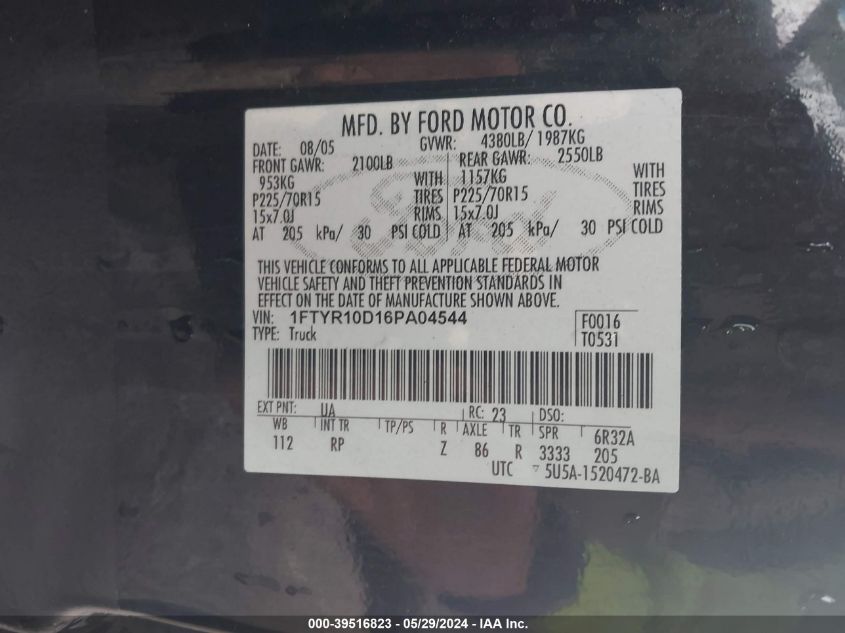 MFD. BY FORD MOTOR CO.
DATE: 08/05 GVWR: 4380LB/ 1987KG
FRONT GAWR: 2100LB REAR GAWR: 2550LB
953KG WITH 1157KG WITH
P225/70R15 TIRES P225/70R15 TIRES
15x7.0J RIMS 15x7.0J RIMS
AT 205 kPa/ 30 PSI COLD AT 205 kPa/ 30 PSI COLD
THIS VEHICLE CONFORMS TO ALL APPLICABLE FEDERAL MOTOR
VEHICLE SAFETY AND THEFT PREVENTION STANDARDS IN
EFFECT ON THE DATE OF MANUFACTURE SHOWN ABOVE.
VIN: 1FTYR10D16PA04544 F0016
TYPE: Truck T0531
EXT PNT: UA RC: 23 DSO:
WB INT TR TP/PS R AXLE TR SPR 6R32A
112 RP Z 86 R 3333 205
UTC 5U5A-1520472-BA
000-39516823 - 05/29/2024 - IAA Inc.